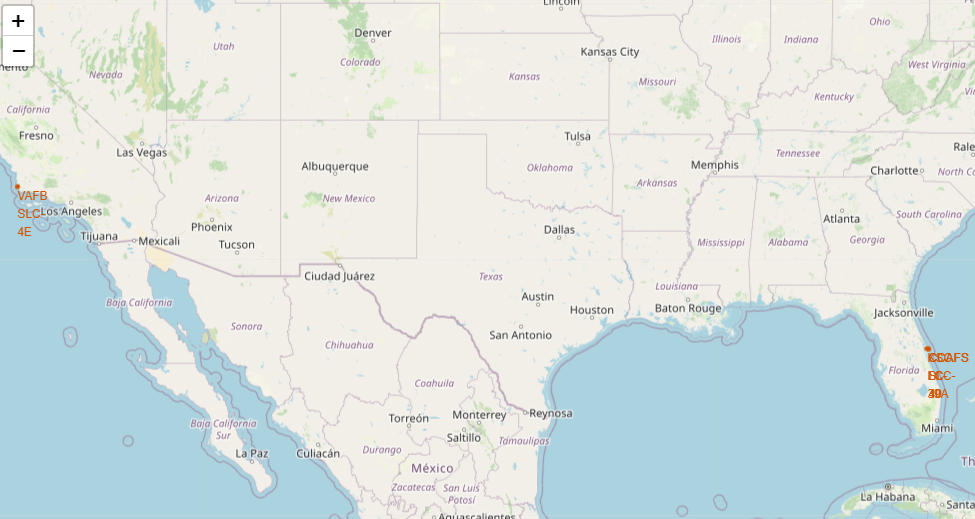 +
Lincoln
−
Denver
Utah
Colorado
Kansas City
Illinois
Indiana
Ohio
West Virginia
Nevada
Kansas
Missouri
Kentucky
California
Fresno
Las Vegas
Tulsa
Tennessee
Albuquerque
Oklahoma
Memphis
Charlotte
Arkansas
VAFB
SLC-
4E
Los Angeles
Arizona
New Mexico
Phoenix
Tucson
Tijuana
Mexicali
Dallas
Mississippi
Alabama
Atlanta
Georgia
South Carolina
Ciudad Juárez
Texas
Louisiana
Baja California
Austin
Houston
Baton Rouge
Jacksonville
Sonora
San Antonio
Chihuahua
Florida
Coahuila
Torreón
Monterrey
Reynosa
Baja California
Sur
Saltillo
Tamaulipas
Miami
La Paz
Culiacán
Durango
México
Zacatecas
San Luis
Potosí
La Habana
Aguascalientes